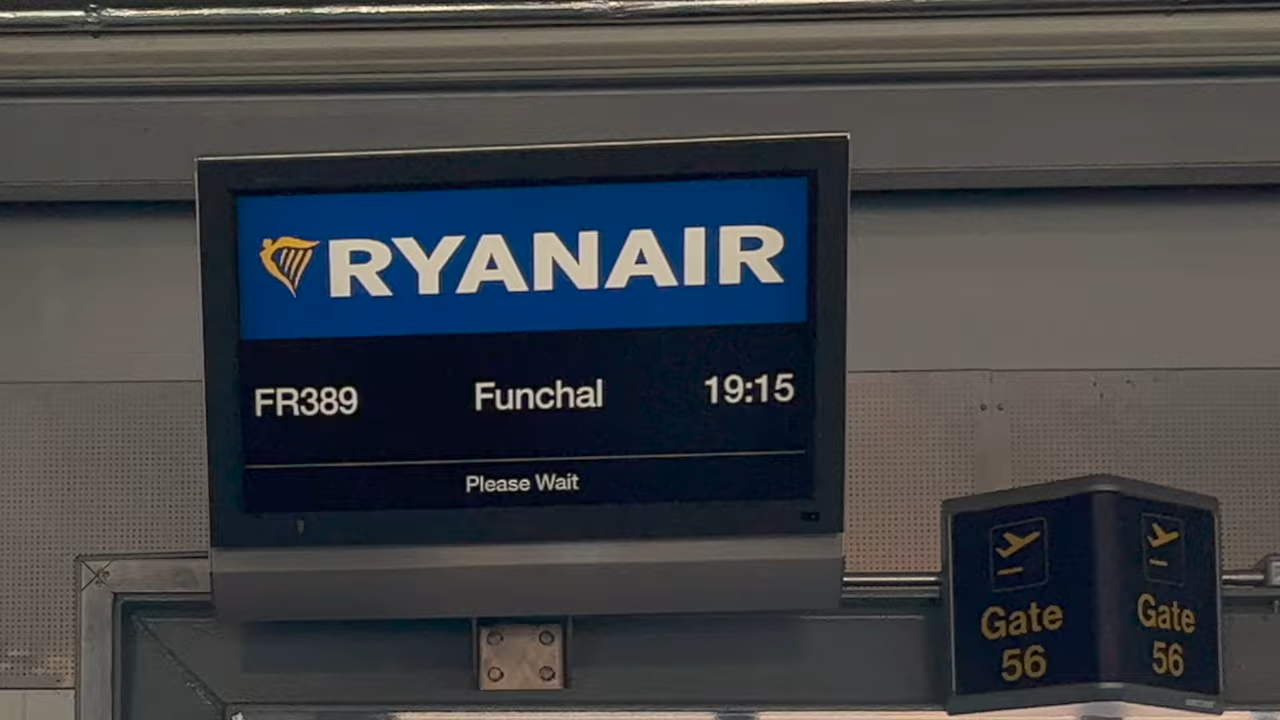 RYANAIR
FR389 Funchal 19:15
Please Wait
Gate
56
Gate
56